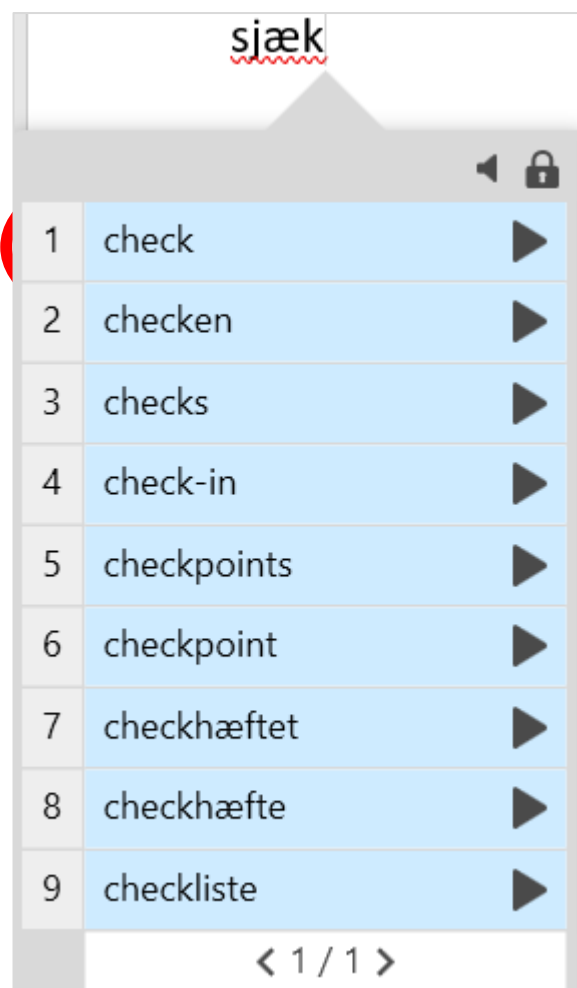 sjæk
1 check
2 checken
3 checks
4 check-in
5 checkpoints
6 checkpoint
7 checkhæftet
8 checkhæfte
9 checkliste
< 1 / 1 >